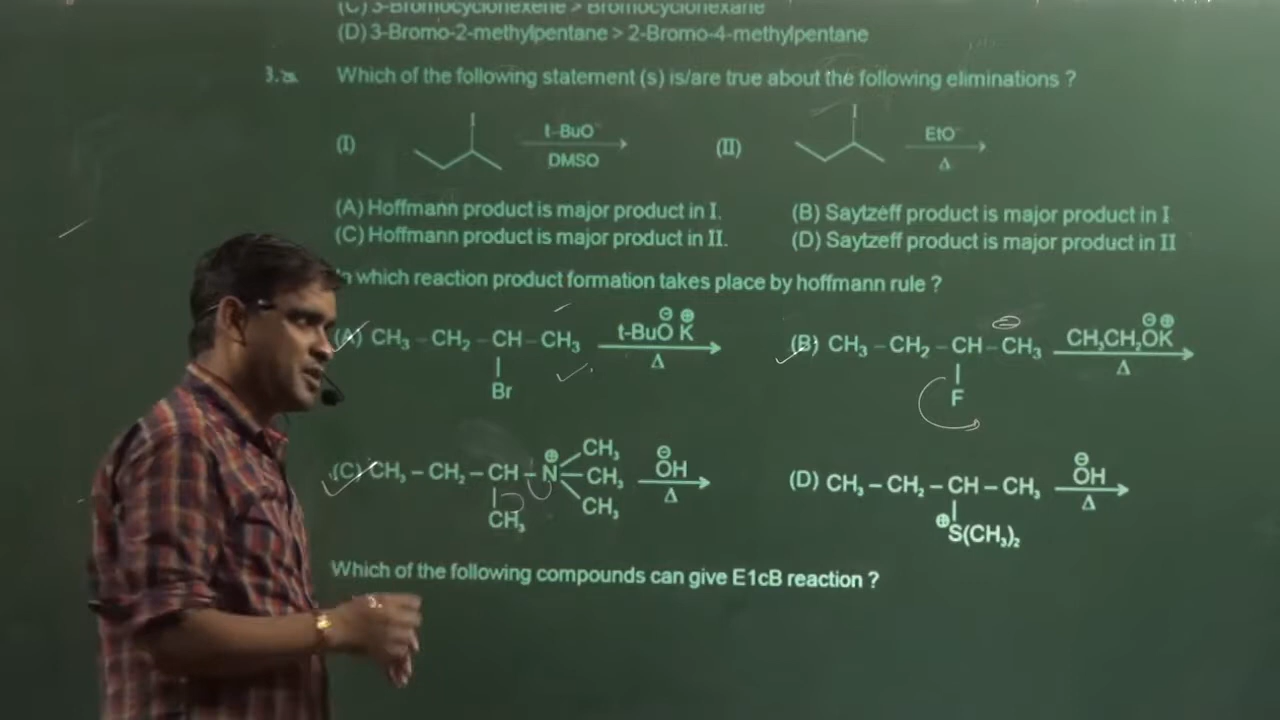 (C) 3-Bromocyclohexene > Bromocyclohexane
(D) 3-Bromo-2-methylpentane > 2-Bromo-4-methylpentane
Which of the following statement (s) is/are true about the following eliminations ?
(I) I t-BuO⁻ DMSO (II) I EtO⁻ Δ
(A) Hoffmann product is major product in I. (B) Saytzeff product is major product in I
(C) Hoffmann product is major product in II. (D) Saytzeff product is major product in II
which reaction product formation takes place by hoffmann rule ?
(A) CH₃ – CH₂ – CH – CH₃ t-BuO⊖ K⊕ Δ (B) CH₃ – CH₂ – CH – CH₃ CH₃CH₂O⊖K⊕ Δ
Br F
(C) CH₃ – CH₂ – CH – N⊕ CH₃ CH₃ CH₃ ⊖OH Δ (D) CH₃ – CH₂ – CH – CH₃ ⊖OH Δ
CH₃ ⊕S(CH₃)₂
Which of the following compounds can give E1cB reaction ?